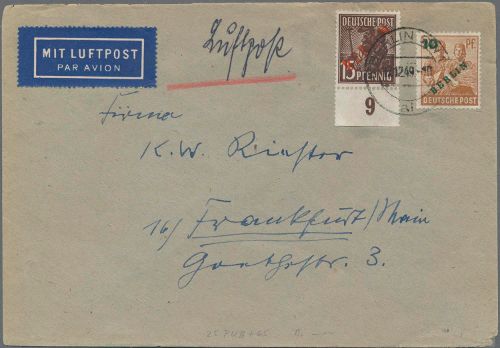 MIT LUFTPOST
PAR AVION
Luftpost
DEUTSCHE POST
15 PFENNIG
9
10 PF
BERLIN
DEUTSCHE POST
Firma
K. W. Richter
16/ Frankfurt/Main
Goethestr. 3.